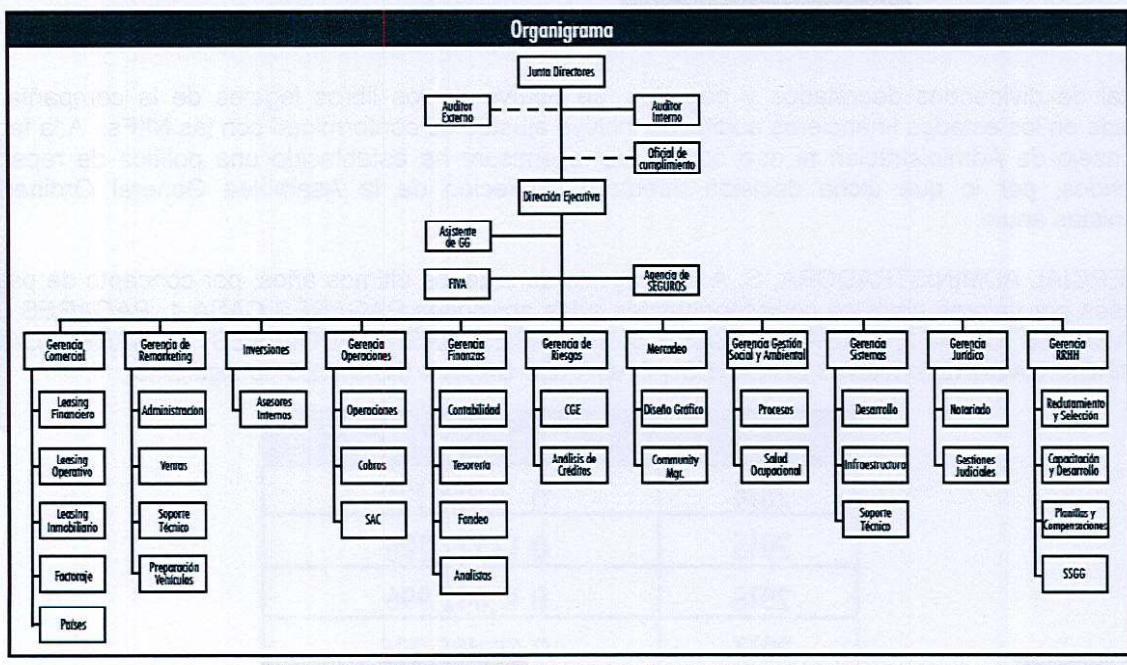 Organigrama
Junta Directores
Auditor
Externo
Auditor
Interno
Oficial de
cumplimiento
Dirección Ejecutiva
Asistente
de GG
FIVA
Agencia de
SEGUROS
Gerencia
Comercial
Gerencia de
Remarketing
Inversiones
Gerencia
Operaciones
Gerencia
Finanzas
Gerencia de
Riesgos
Mercadeo
Gerencia Gestión
Social y Ambiental
Gerencia
Sistemas
Gerencia
Jurídico
Gerencia
RRHH
Leasing
Financiero
Administracion
Asesores
Internos
Operaciones
Contabilidad
CGE
Diseño Gráfico
Procesos
Desarrollo
Notariado
Reclutamiento
y Selección
Leasing
Operativo
Ventas
Cobros
Tesorería
Análisis de
Créditos
Community
Mgr.
Salud
Ocupacional
Infraestructura
Gestiones
Judiciales
Capacitación
y Desarrollo
Leasing
Inmobiliario
Soporte
Técnico
SAC
Fondeo
Soporte
Técnico
Planillas y
Compensaciones
Factoraje
Preparación
Vehículos
Analistas
SSGG
Países